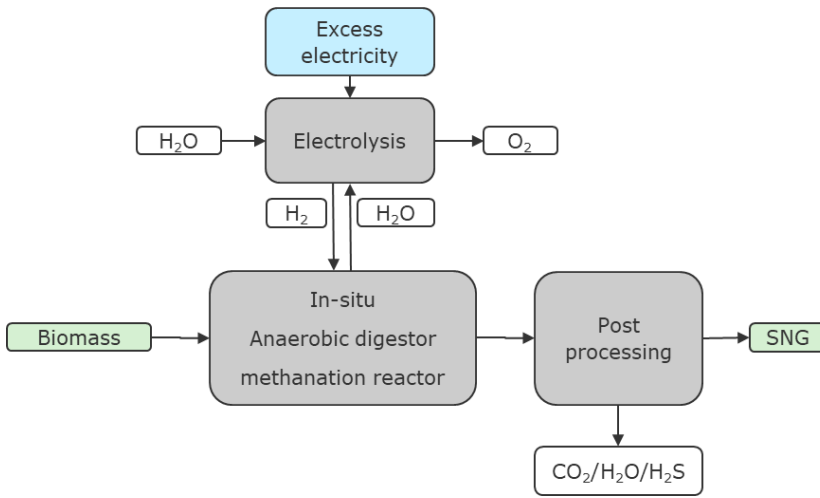 Excess
electricity
H₂O
Electrolysis
O₂
H₂
H₂O
In-situ
Anaerobic digestor
methanation reactor
Biomass
Post
processing
SNG
CO₂/H₂O/H₂S